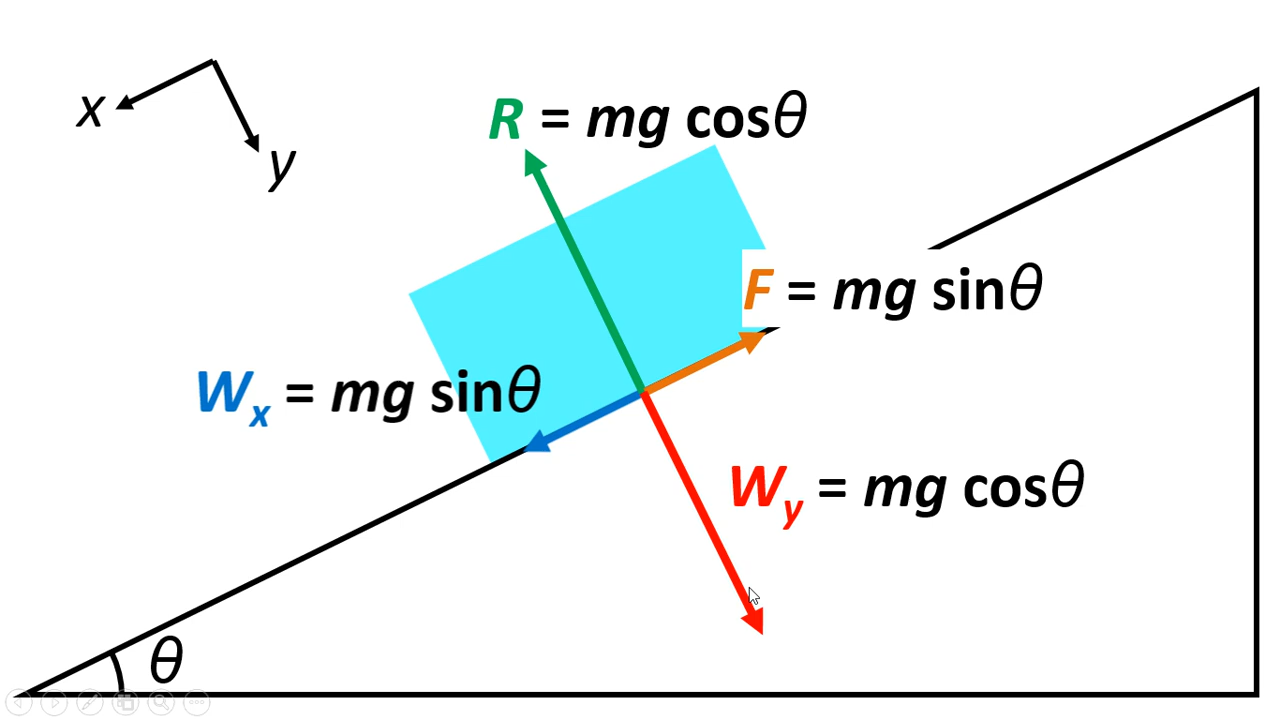 x
y
R = mg cosθ
F = mg sinθ
Wx = mg sinθ
Wy = mg cosθ
θ